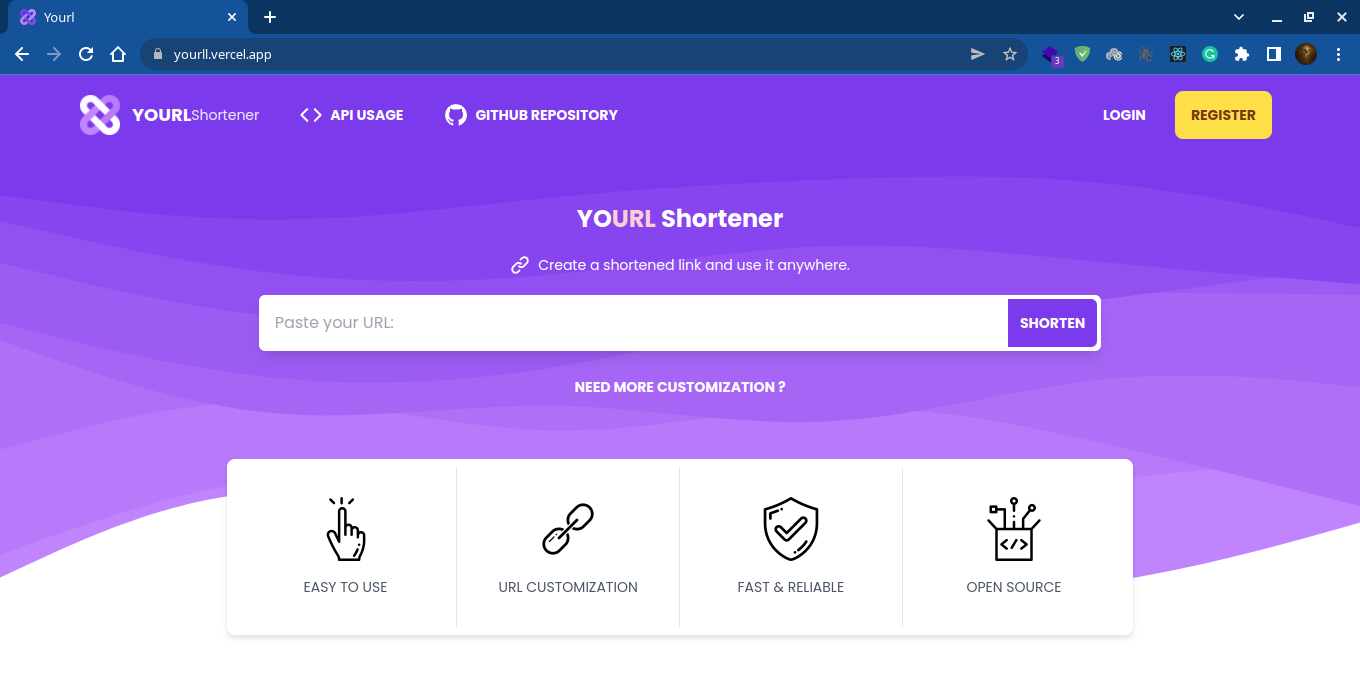 Yourl
yourll.vercel.app
3
YOURLShortener
API USAGE
GITHUB REPOSITORY
LOGIN
REGISTER
YOURL Shortener
Create a shortened link and use it anywhere.
Paste your URL:
SHORTEN
NEED MORE CUSTOMIZATION ?
EASY TO USE
URL CUSTOMIZATION
FAST & RELIABLE
OPEN SOURCE